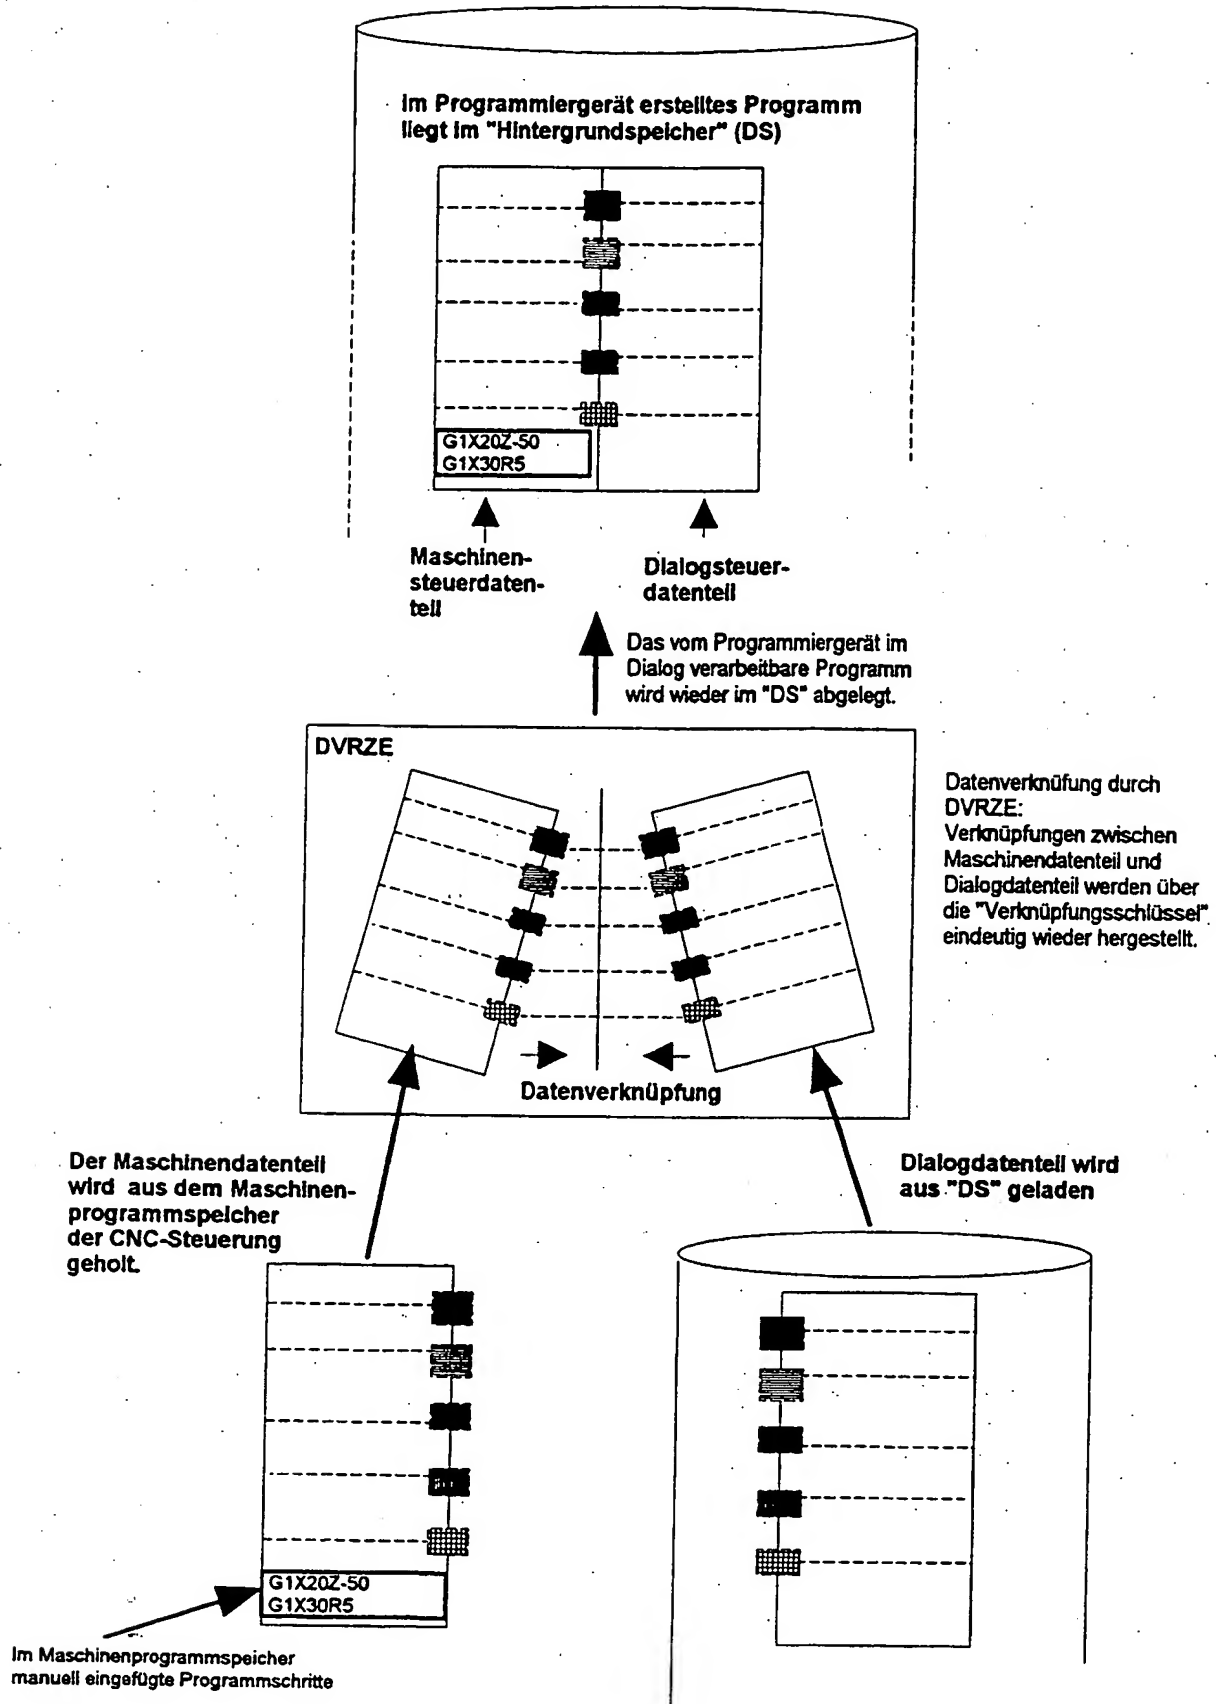 Im Programmiergerät erstelltes Programm
liegt im "Hintergrundspeicher" (DS)
G1X20Z-50
G1X30R5
Maschinen-
steuerdaten-
teil
Dialogsteuer-
datenteil
Das vom Programmiergerät im
Dialog verarbeitbare Programm
wird wieder im "DS" abgelegt.
DVRZE
Datenverknüfung durch
DVRZE:
Verknüpfungen zwischen
Maschinendatenteil und
Dialogdatenteil werden über
die "Verknüpfungsschlüssel"
eindeutig wieder hergestellt.
Datenverknüpfung
Der Maschinendatenteil
wird aus dem Maschinen-
programmspeicher
der CNC-Steuerung
geholt.
Dialogdatenteil wird
aus "DS" geladen
G1X20Z-50
G1X30R5
Im Maschinenprogrammspeicher
manuell eingefügte Programmschritte